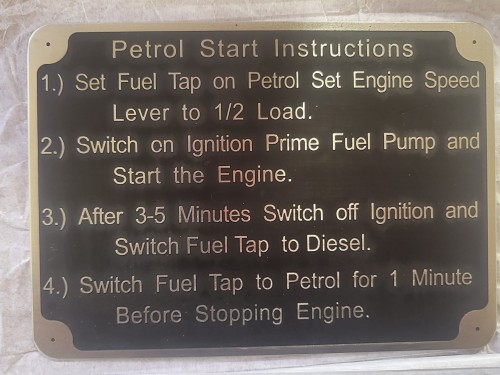 Petrol Start Instructions
1.) Set Fuel Tap on Petrol Set Engine Speed
Lever to 1/2 Load.
2.) Switch on Ignition Prime Fuel Pump and
Start the Engine.
3.) After 3-5 Minutes Switch off Ignition and
Switch Fuel Tap to Diesel.
4.) Switch Fuel Tap to Petrol for 1 Minute
Before Stopping Engine.